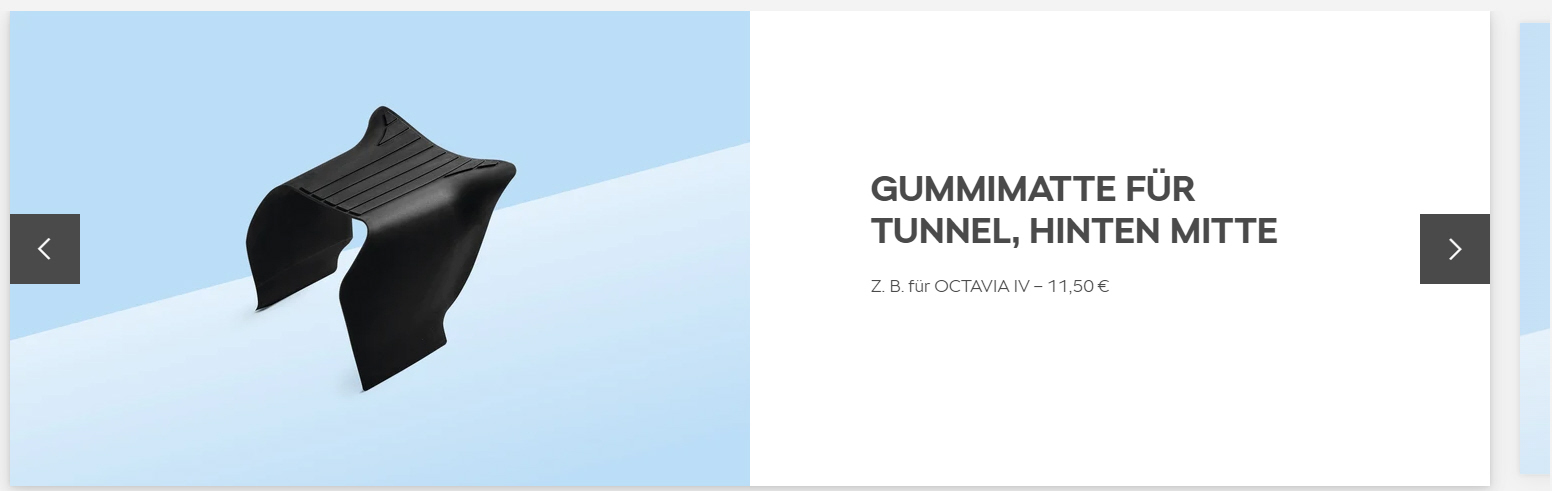 GUMMIMATTE FÜR
TUNNEL, HINTEN MITTE
Z. B. für OCTAVIA IV – 11,50 €